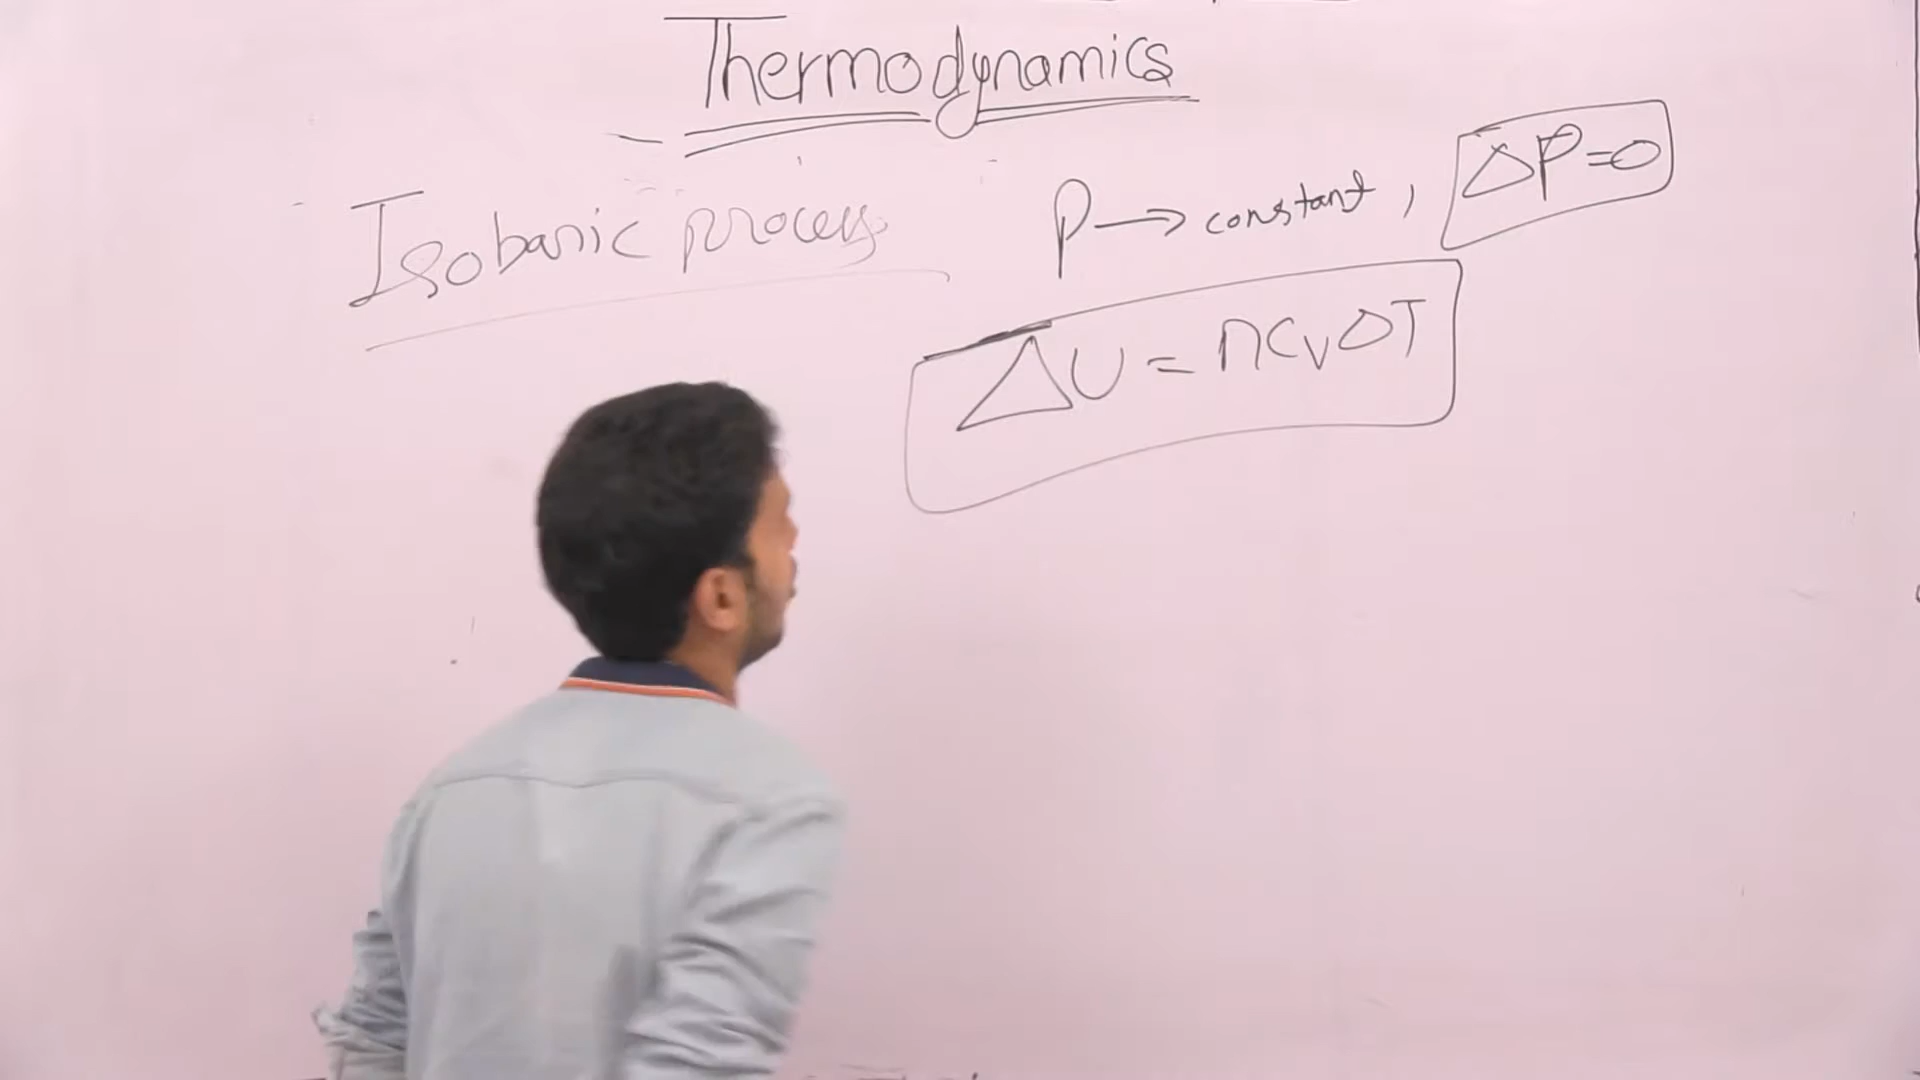 Thermodynamics
Isobaric process
P → constant, ΔP=0
ΔU = nCvΔT